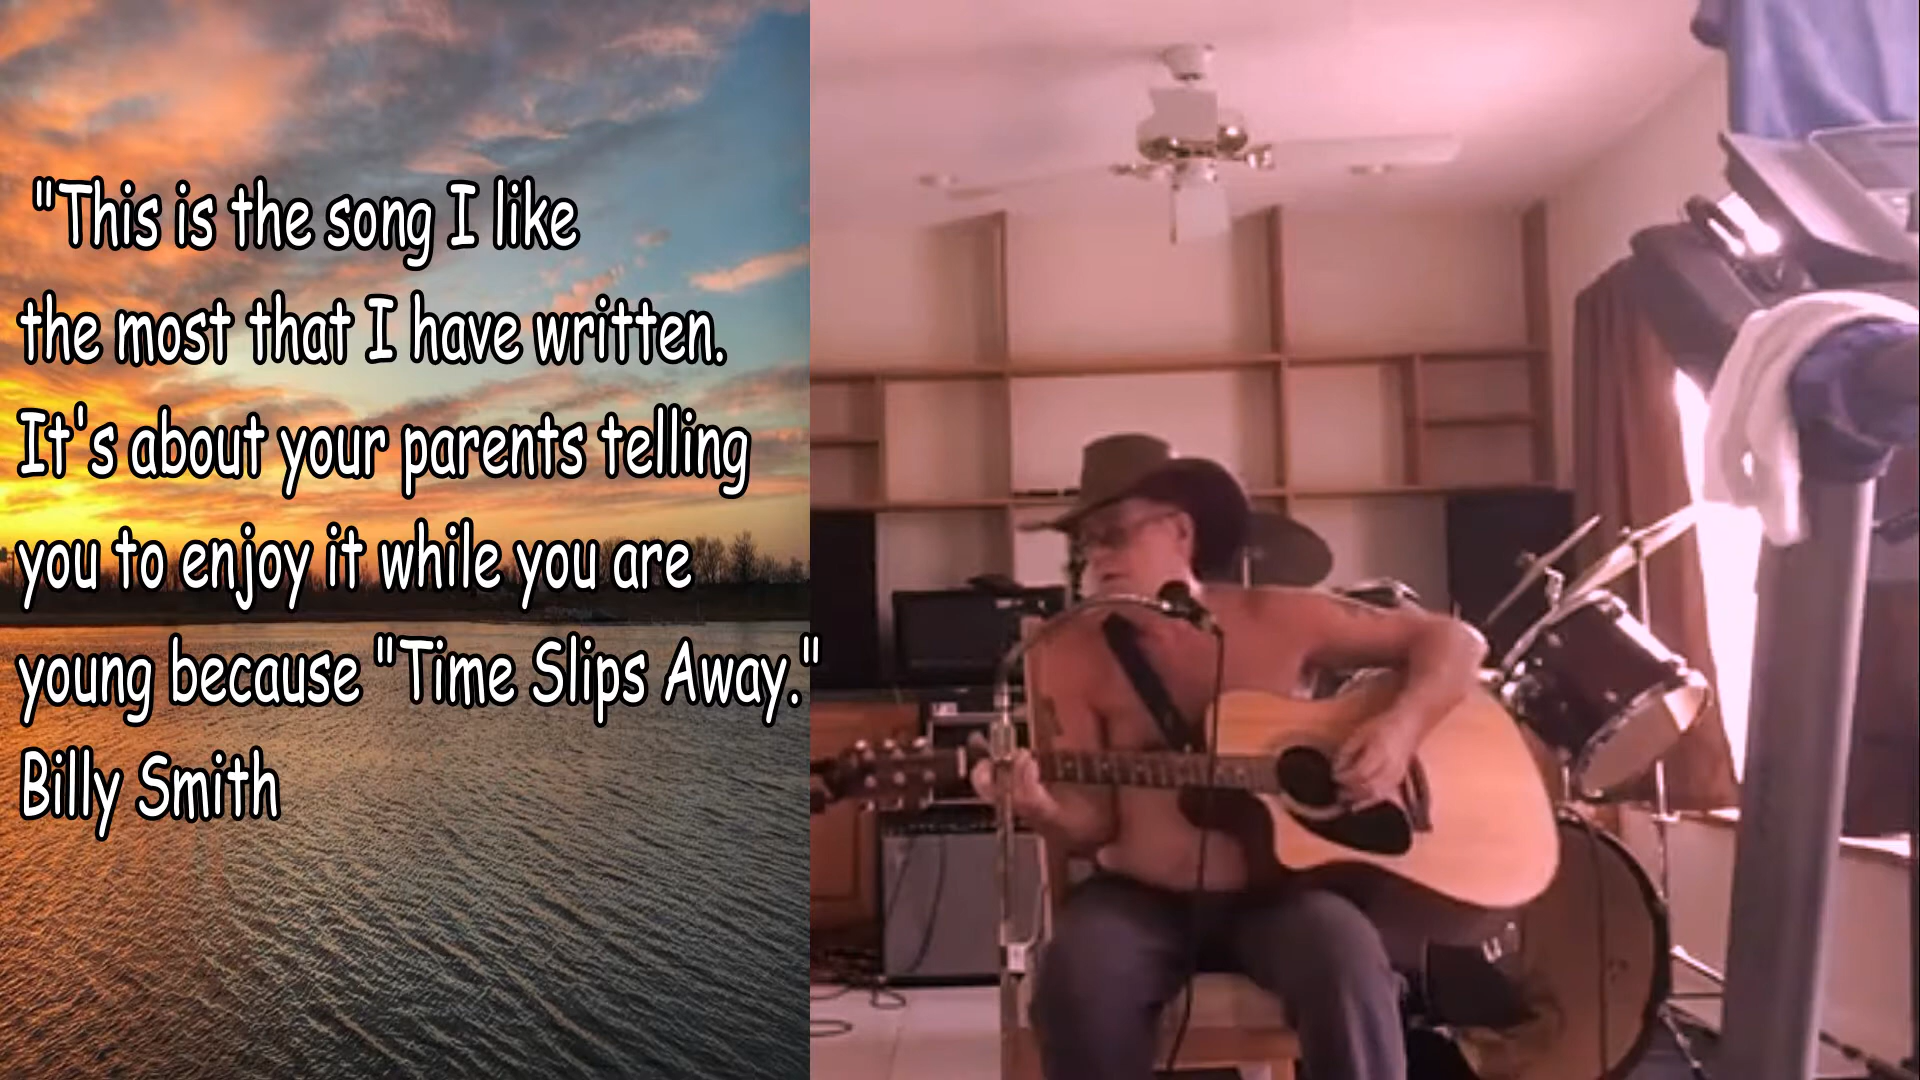 "This is the song I like
the most that I have written.
It's about your parents telling
you to enjoy it while you are
young because "Time Slips Away."
Billy Smith